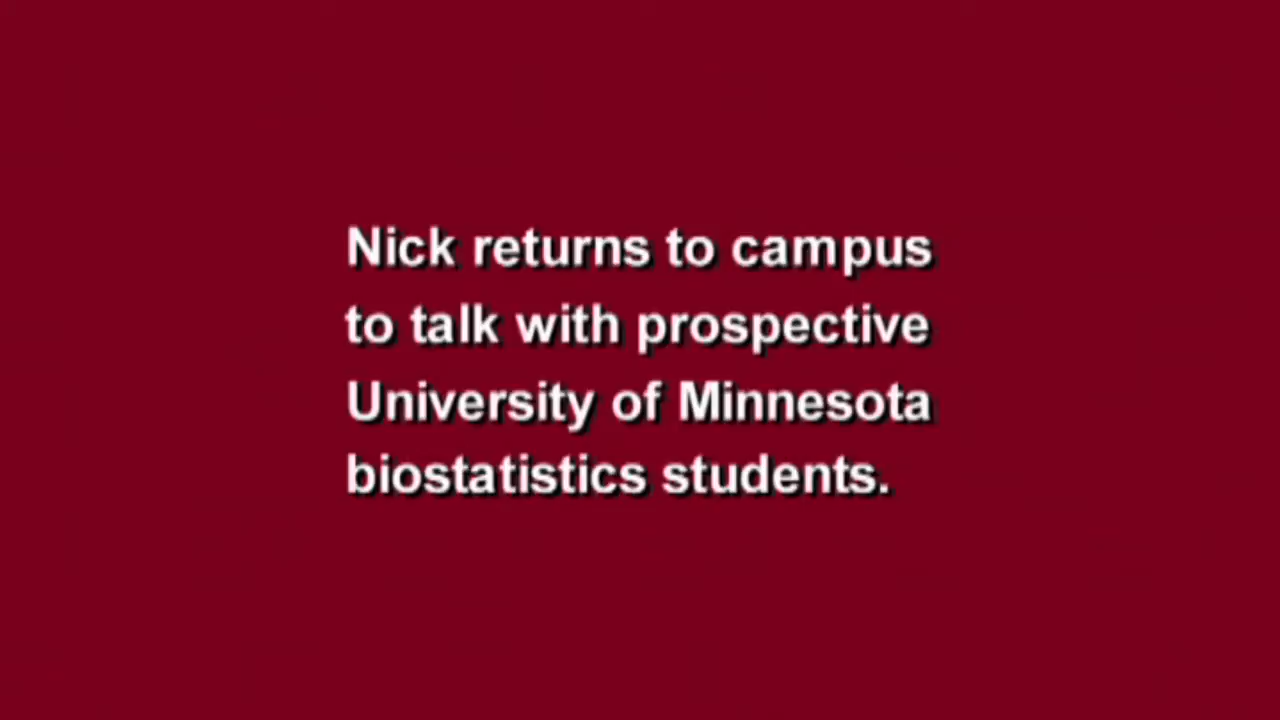 Nick returns to campus
to talk with prospective
University of Minnesota
biostatistics students.